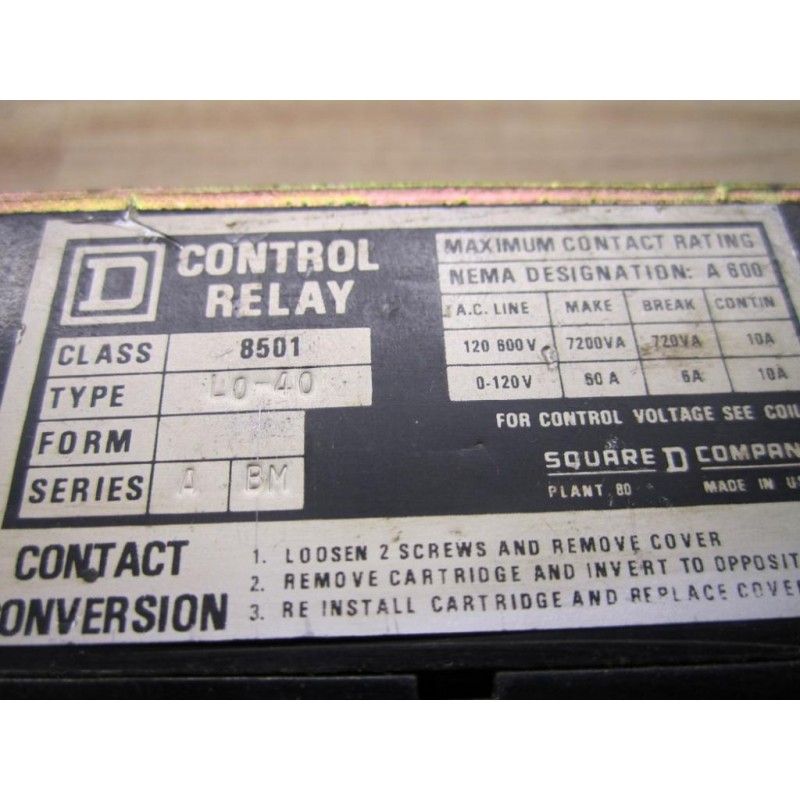 D
CONTROL
RELAY
CLASS 8501
TYPE LO-40
FORM
SERIES A BM
MAXIMUM CONTACT RATING
NEMA DESIGNATION: A 600
A.C. LINE MAKE BREAK CONTIN
120 600V 7200VA 720VA 10A
0-120V 60 A 6A 10A
FOR CONTROL VOLTAGE SEE COIL
SQUARE D COMPAN
PLANT 80 MADE IN US
CONTACT
ONVERSION
1. LOOSEN 2 SCREWS AND REMOVE COVER
2. REMOVE CARTRIDGE AND INVERT TO OPPOSIT
3. RE INSTALL CARTRIDGE AND REPLACE COVER